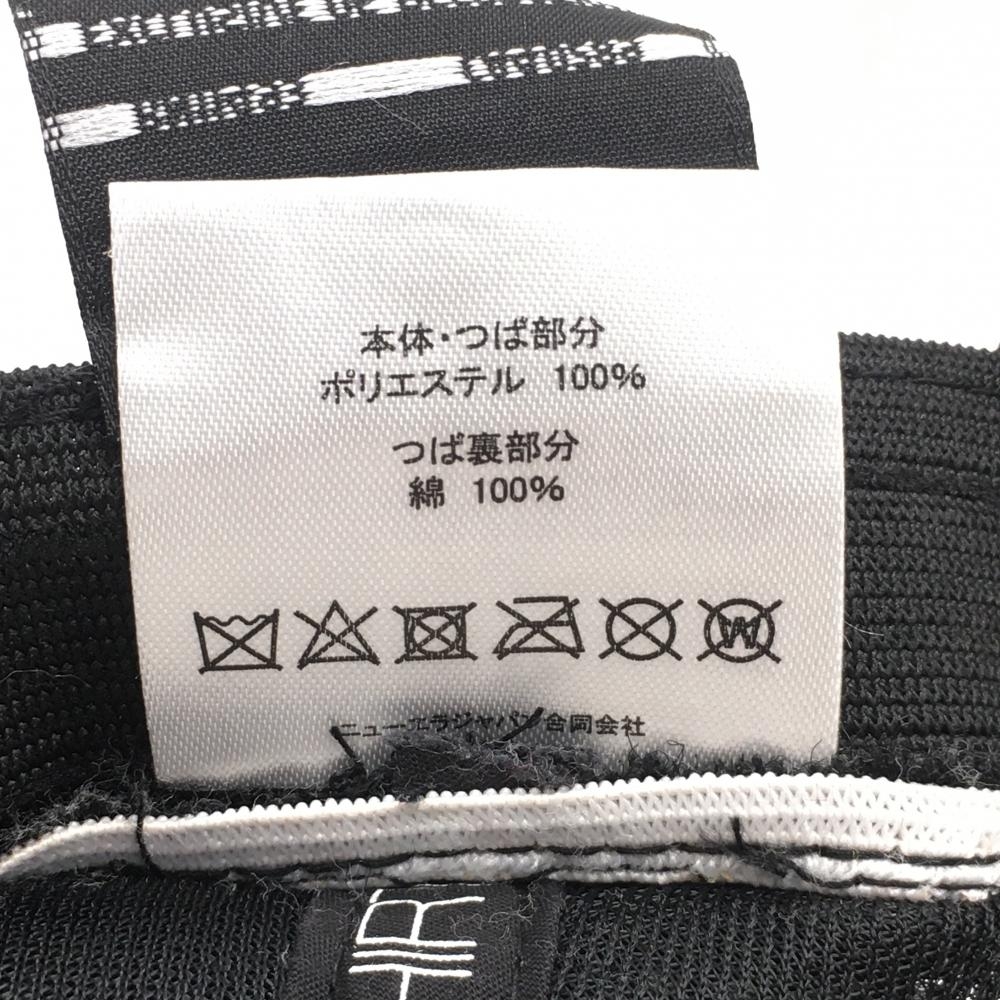 本体・つば部分
ポリエステル 100%
つば裏部分
綿 100%
W
ニューエラジャパン合同会社